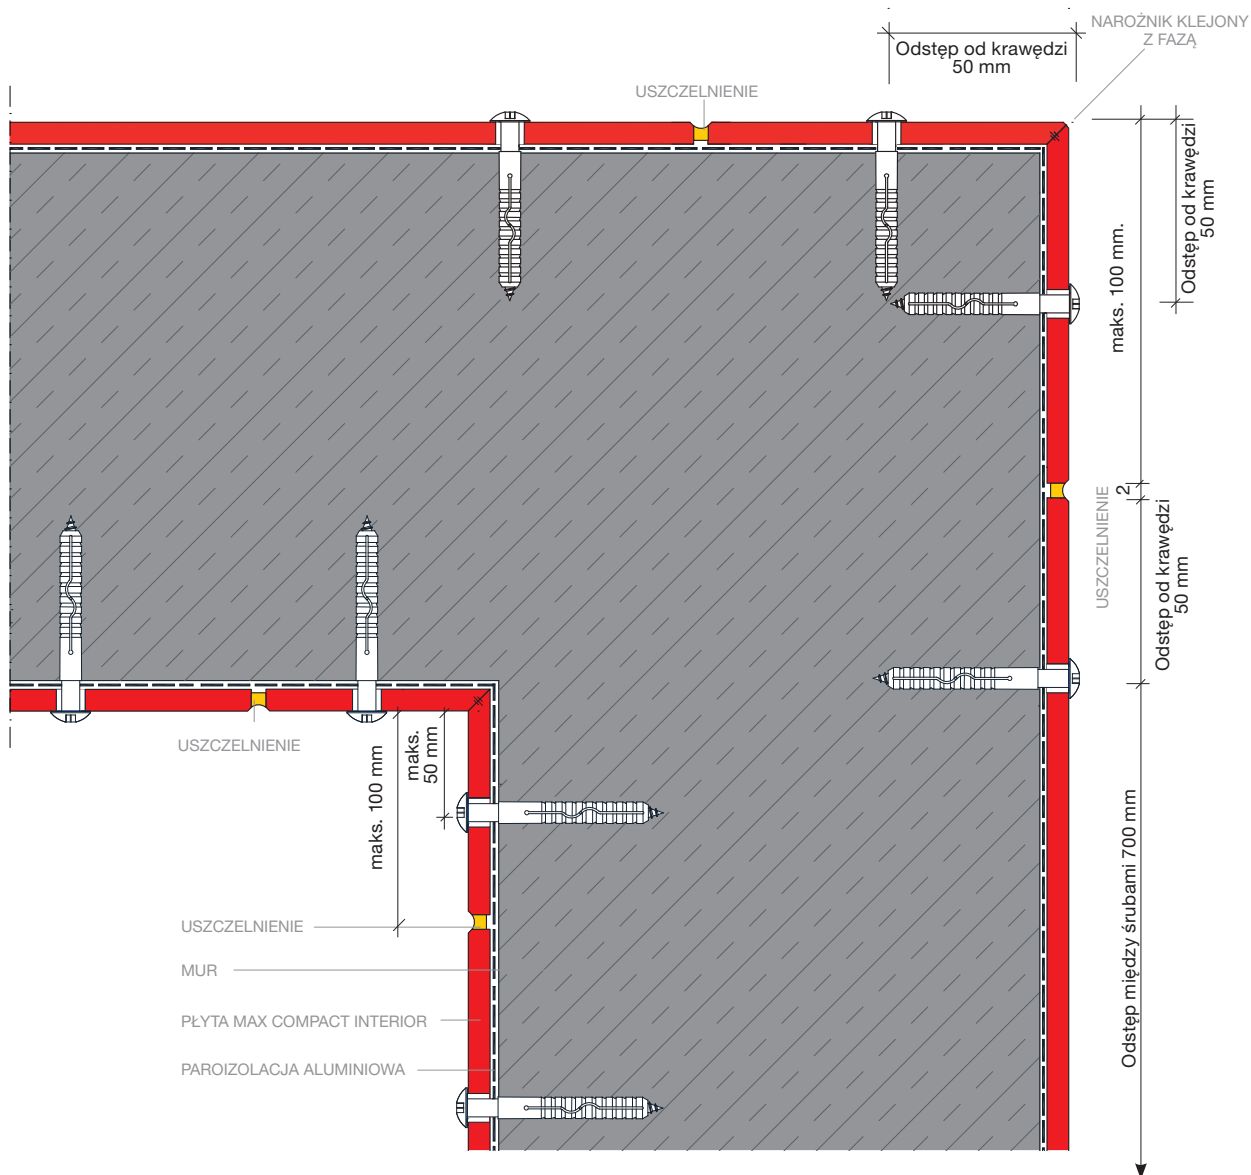 NAROŻNIK KLEJONY
Z FAZĄ
Odstęp od krawędzi
50 mm
USZCZELNIENIE
Odstęp od krawędzi
50 mm
maks. 100 mm.
USZCZELNIENIE
2
Odstęp od krawędzi
50 mm
USZCZELNIENIE
maks.
50 mm
maks. 100 mm
Odstęp między śrubami 700 mm
USZCZELNIENIE
MUR
PŁYTA MAX COMPACT INTERIOR
PAROIZOLACJA ALUMINIOWA